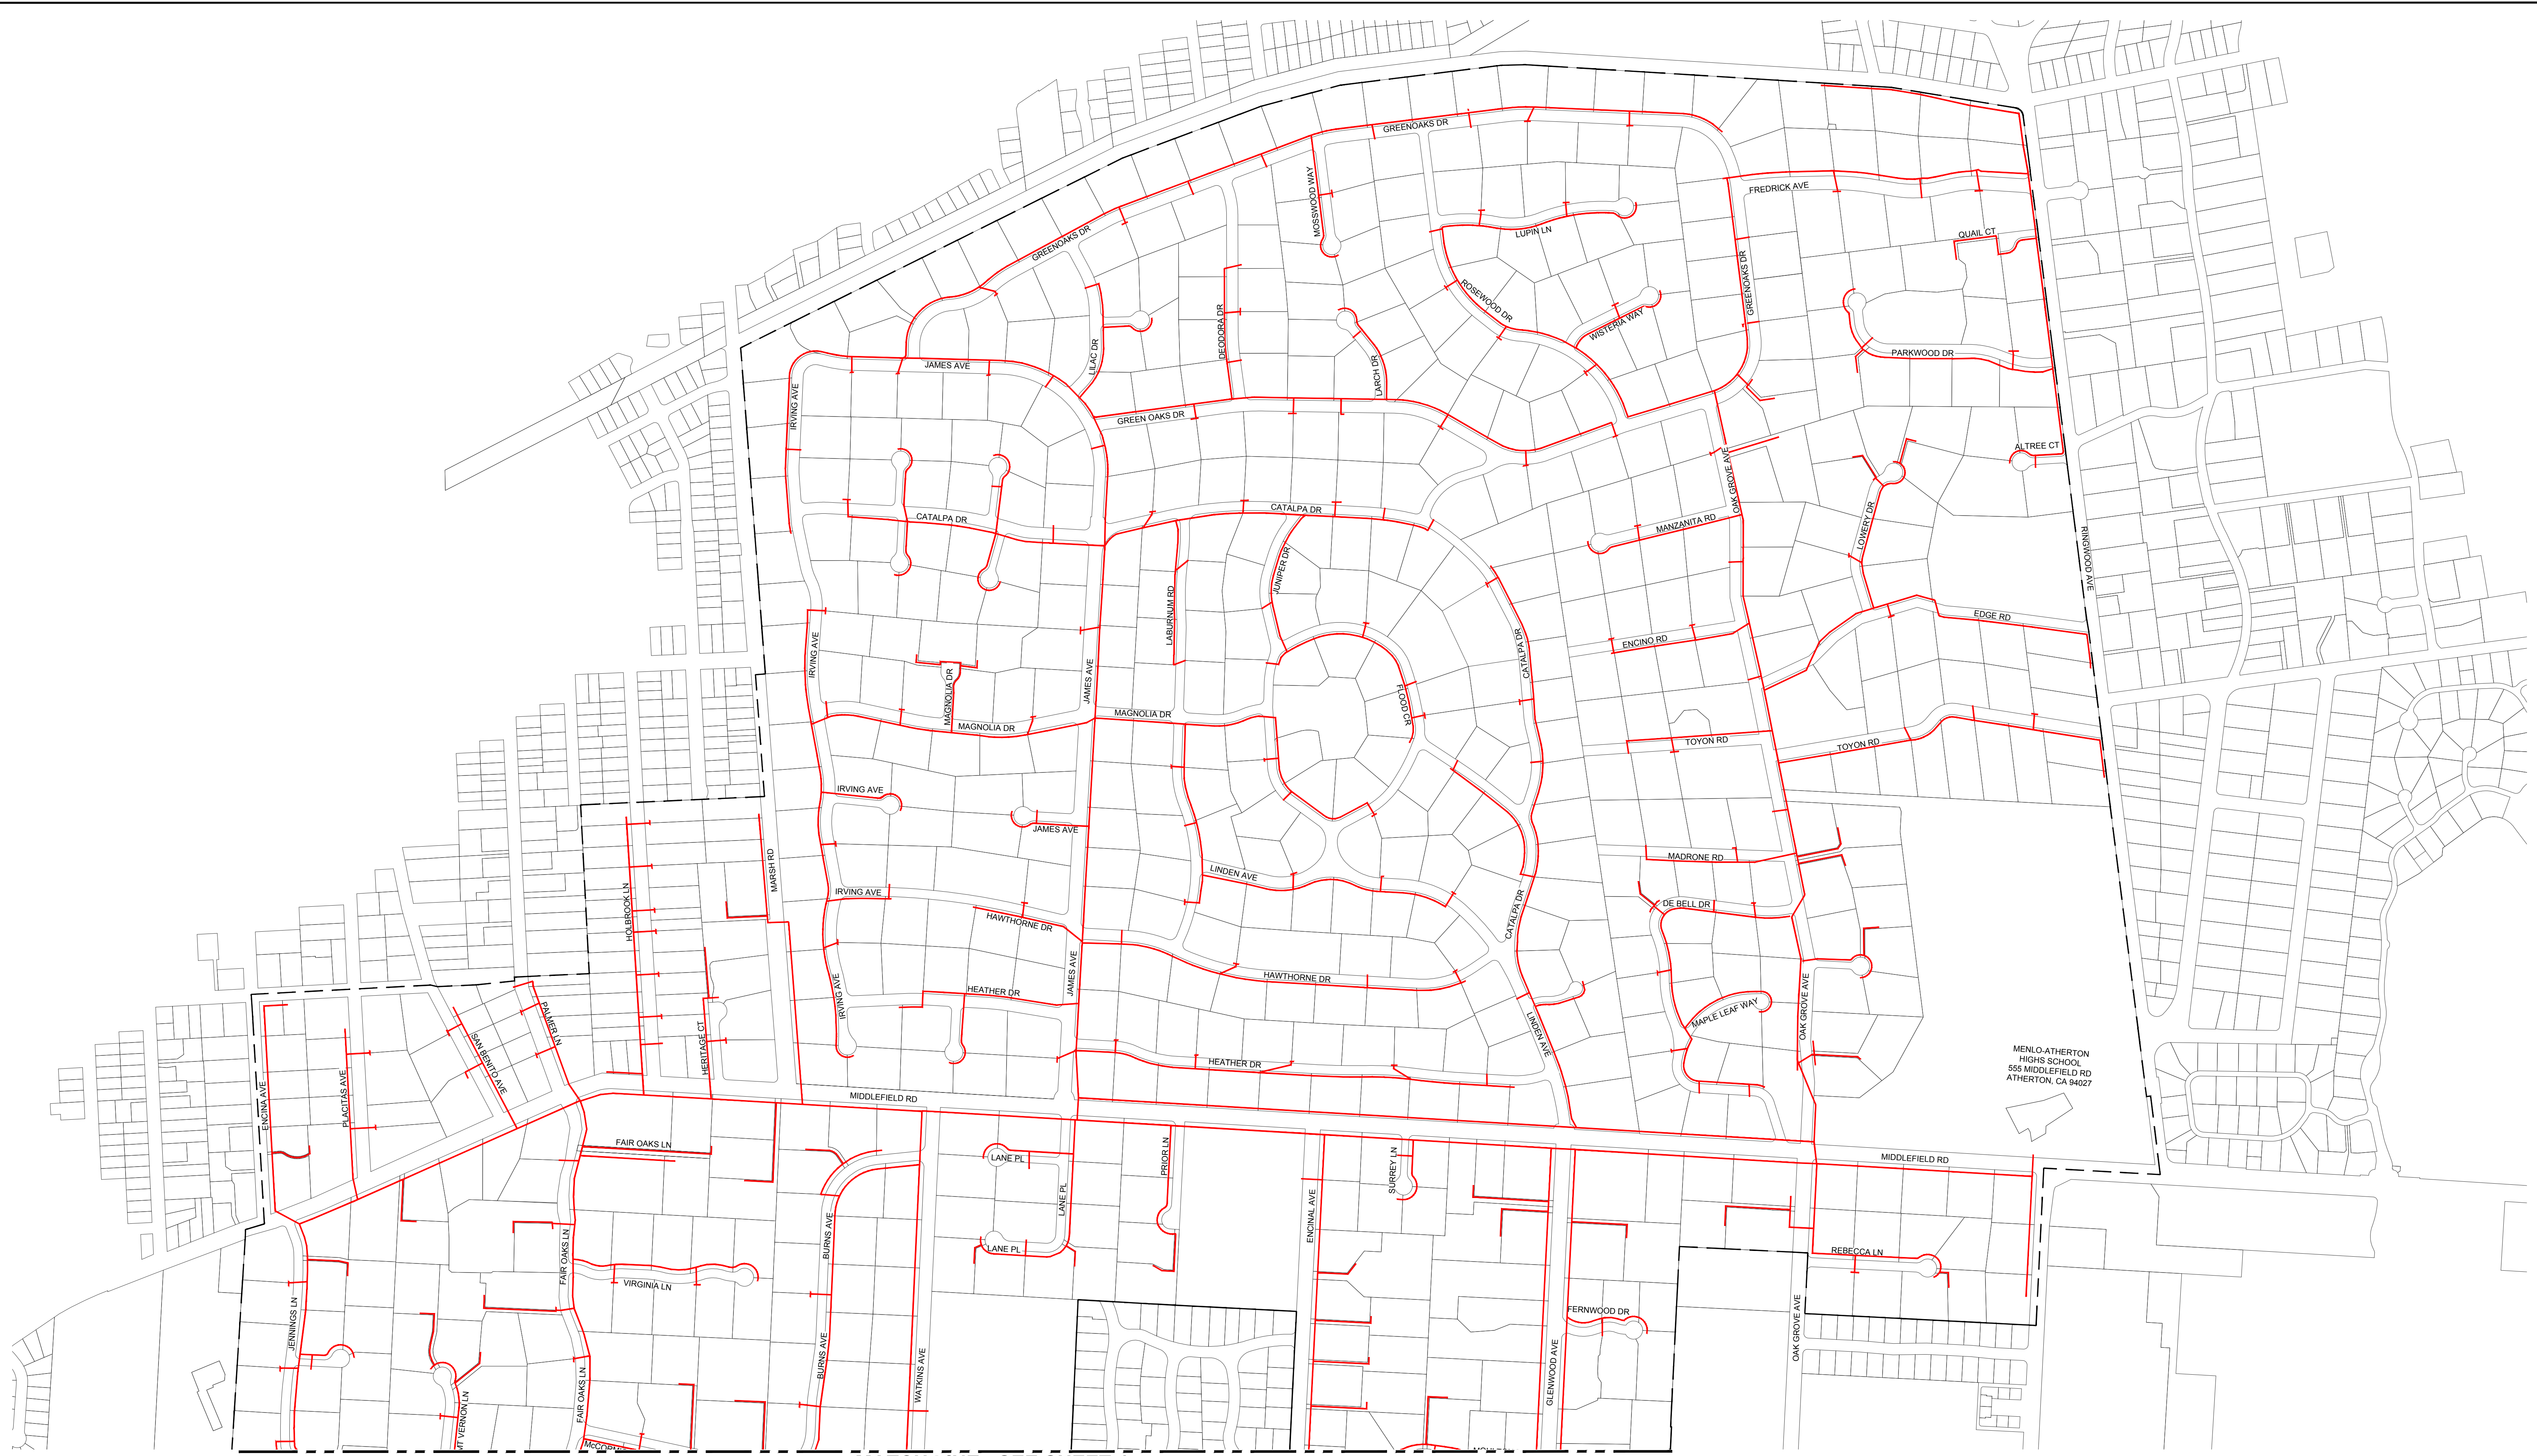 GREENOAKS DR
MOSSWOOD WAY
FREDRICK AVE
LUPIN LN
QUAIL CT
GREENOAKS DR
GREENOAKS DR
ROSEWOOD DR
WISTERIA WAY
DEODORA DR
LILAC DR
LARCH DR
PARKWOOD DR
JAMES AVE
IRVING AVE
GREEN OAKS DR
ALTREE CT
OAK GROVE AVE
CATALPA DR
CATALPA DR
MANZANITA RD
LOWERY DR
RINGWOOD AVE
JUNIPER DR
LABURNUM RD
EDGE RD
ENCINO RD
CATALPA DR
IRVING AVE
JAMES AVE
MAGNOLIA DR
FLOOD CR
MAGNOLIA DR
MAGNOLIA DR
TOYON RD
TOYON RD
IRVING AVE
JAMES AVE
MARSH RD
LINDEN AVE
MADRONE RD
IRVING AVE
HAWTHORNE DR
HOLBROOK LN
DE BELL DR
CATALPA DR
HAWTHORNE DR
JAMES AVE
IRVING AVE
HEATHER DR
MAPLE LEAF WAY
OAK GROVE AVE
PALMER LN
SAN BENITO AVE
HERITAGE CT
LINDEN AVE
HEATHER DR
MENLO-ATHERTON
HIGHS SCHOOL
555 MIDDLEFIELD RD
ATHERTON, CA 94027
ENCINA AVE
PLACITAS AVE
MIDDLEFIELD RD
FAIR OAKS LN
LANE PL
PRIOR LN
SURREY LN
MIDDLEFIELD RD
LANE PL
ENCINAL AVE
BURNS AVE
FAIR OAKS LN
LANE PL
REBECCA LN
VIRGINIA LN
JENNINGS LN
FERNWOOD DR
OAK GROVE AVE
BURNS AVE
WATKINS AVE
GLENWOOD AVE
FAIR OAKS LN
MT VERNON LN